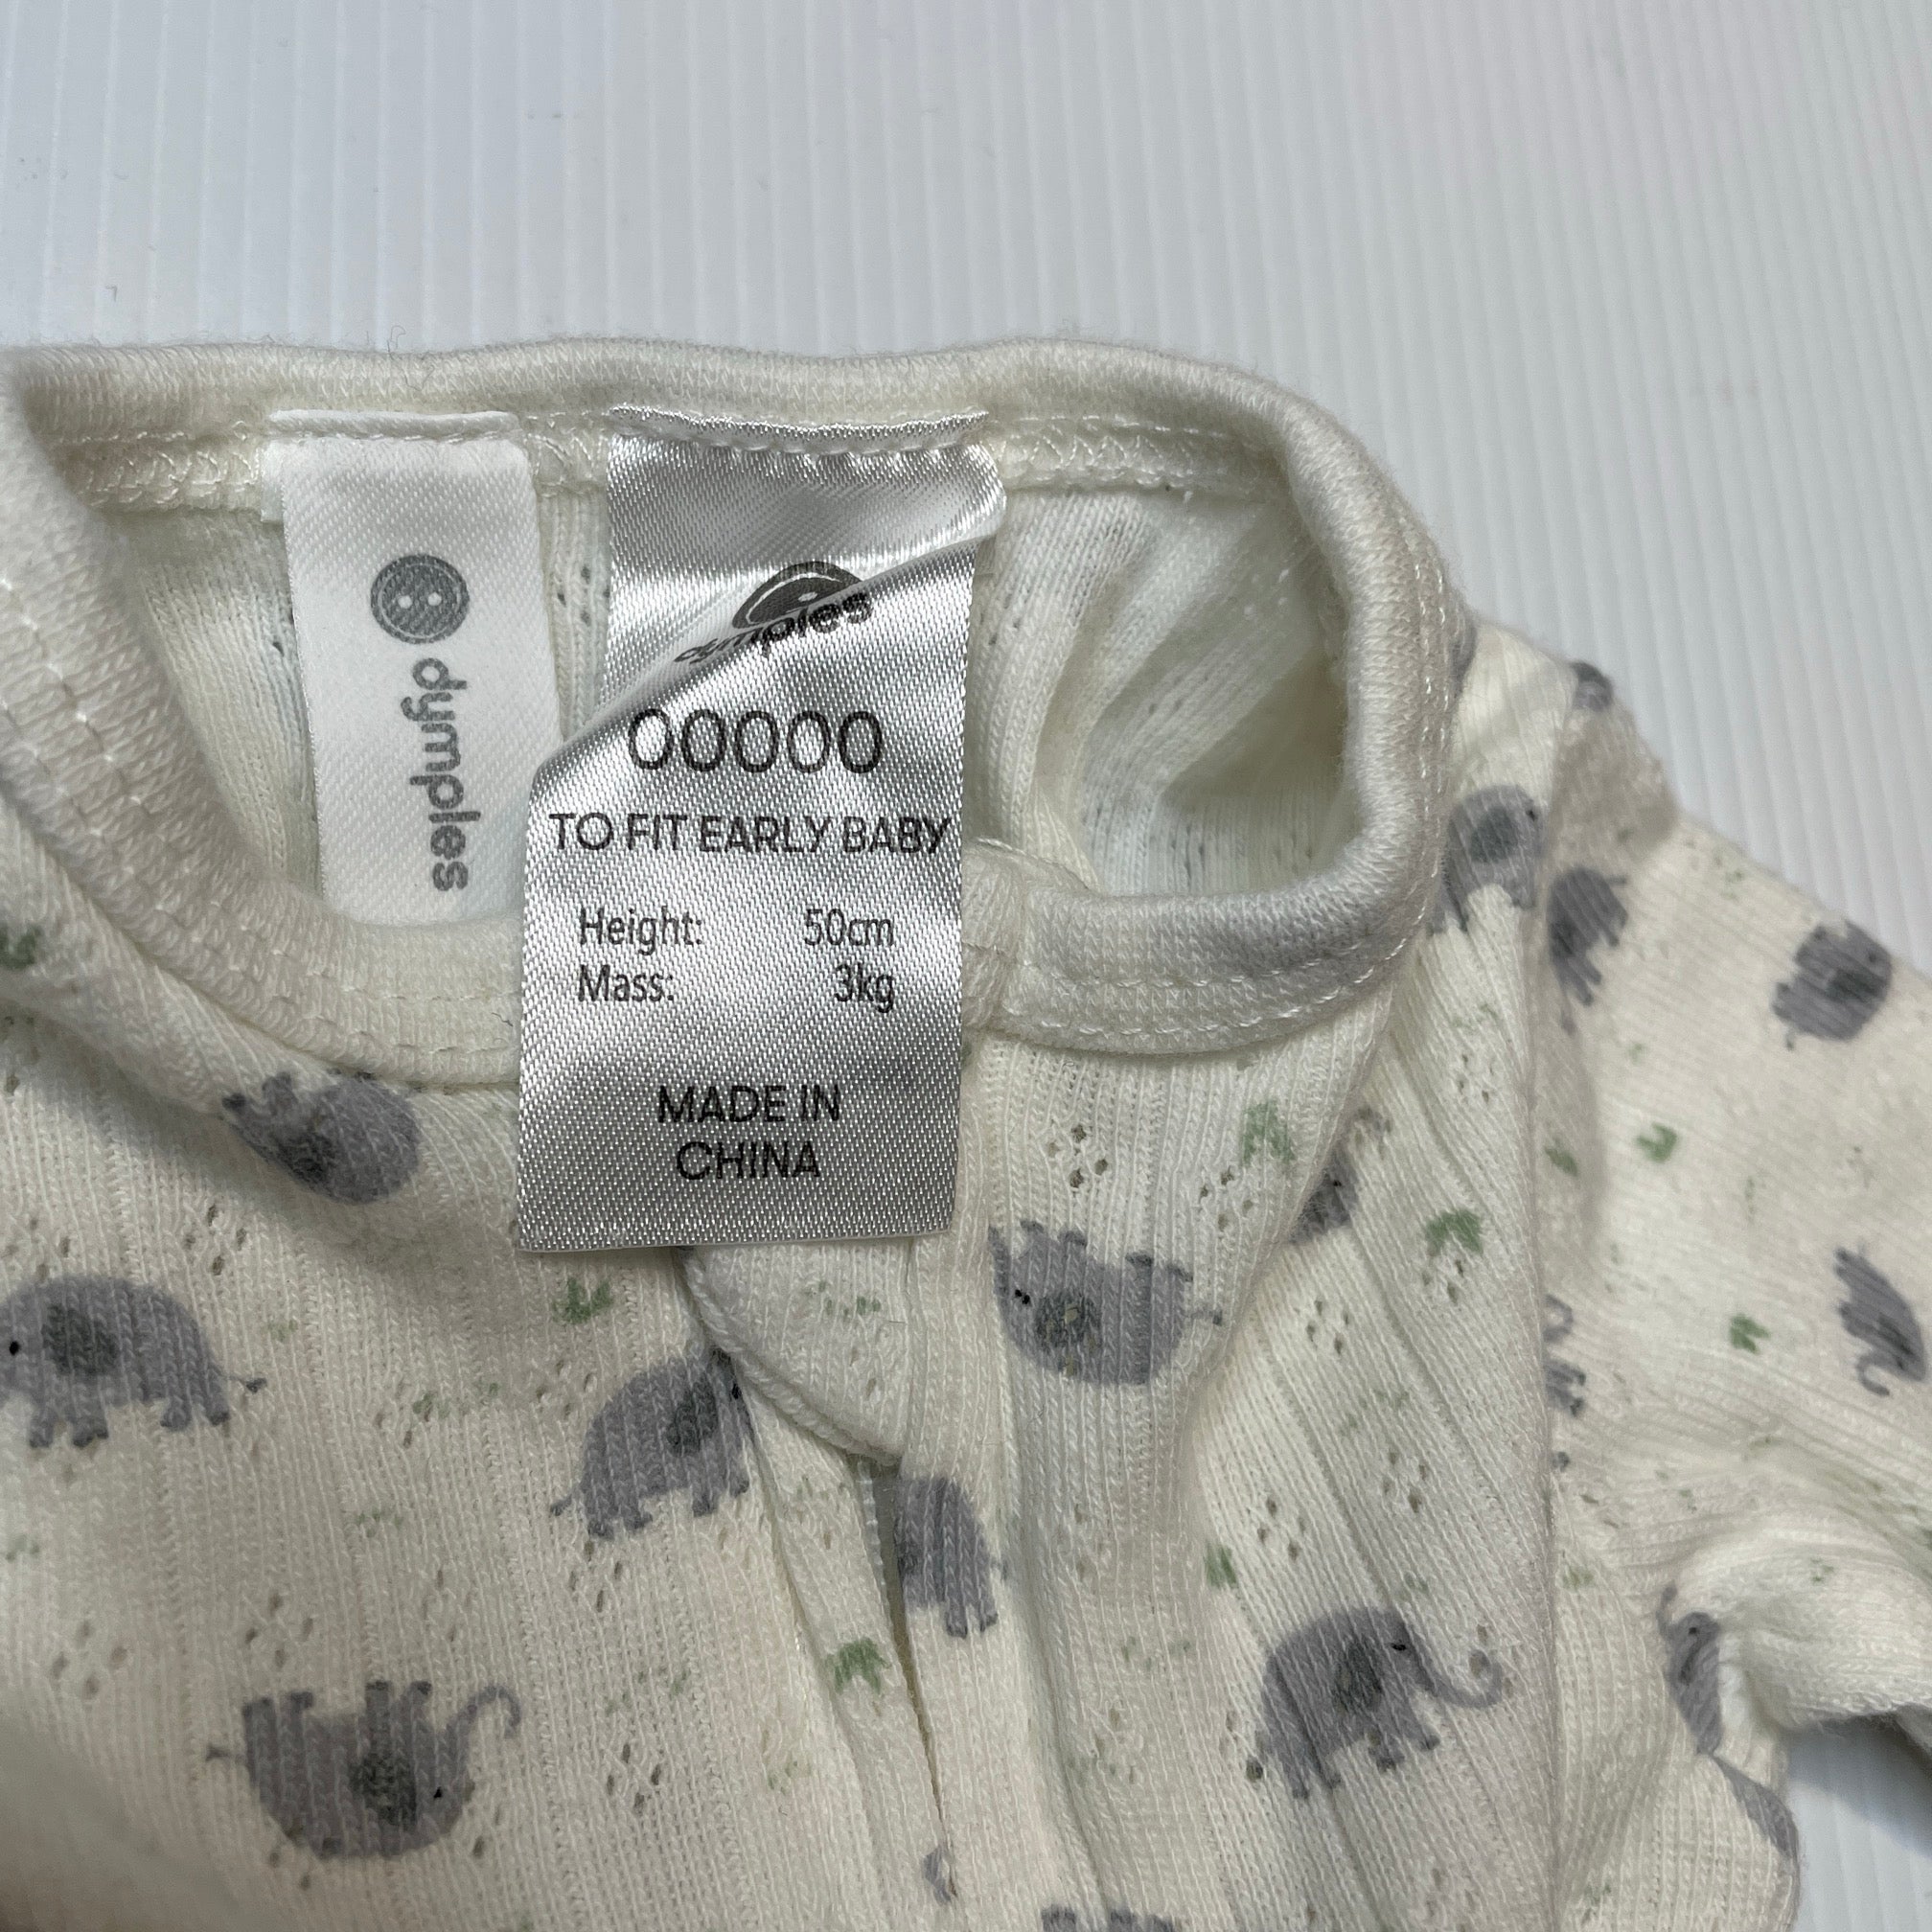 dymples
dymples
00000
TO FIT EARLY BABY
Height: 50cm
Mass: 3kg
MADE IN
CHINA